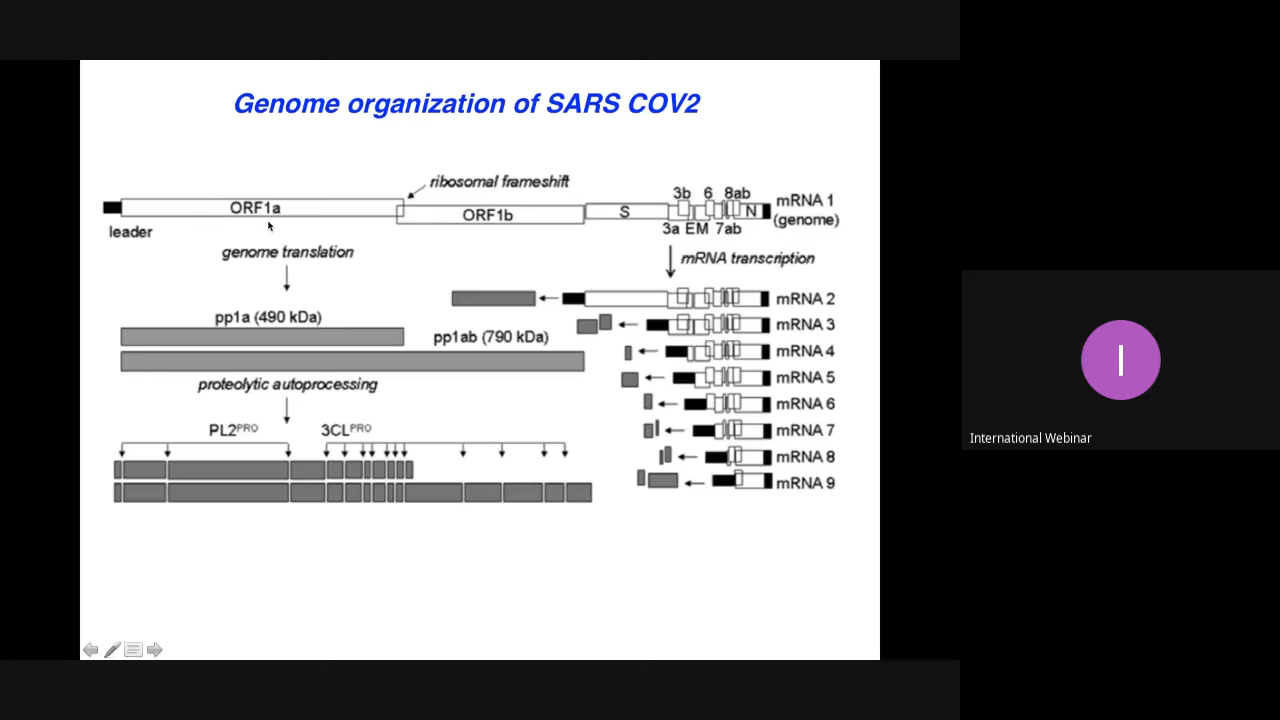 Genome organization of SARS COV2
ribosomal frameshift
3b 6 8ab
mRNA 1
ORF1a
ORF1b
S
N
(genome)
leader
3a EM 7ab
genome translation
mRNA transcription
mRNA 2
pp1a (490 kDa)
mRNA 3
pp1ab (790 kDa)
mRNA 4
proteolytic autoprocessing
mRNA 5
mRNA 6
PL2PRO
3CLPRO
mRNA 7
mRNA 8
mRNA 9
I
International Webinar